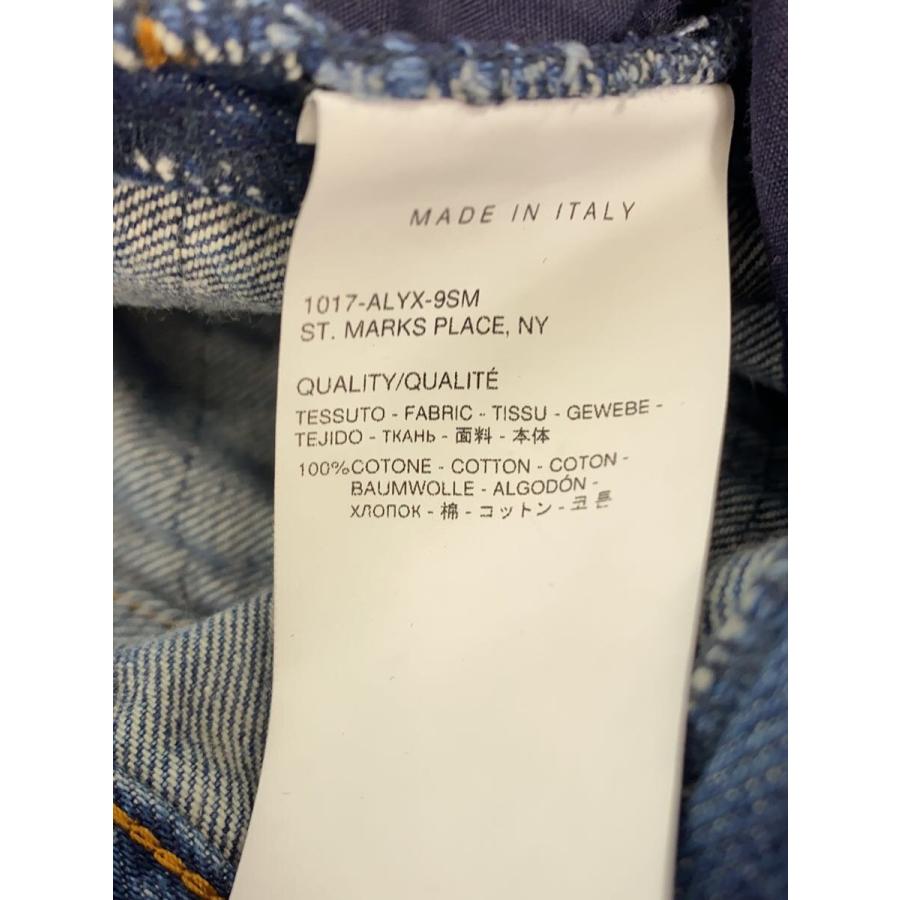 MADE IN ITALY
1017-ALYX-9SM
ST. MARKS PLACE, NY
QUALITY/QUALITÉ
TESSUTO - FABRIC - TISSU - GEWEBE -
TEJIDO - ТКАНЬ - 面料 - 本体
100%COTONE - COTTON - COTON -
BAUMWOLLE - ALGODÓN -
ХЛОПОК - 棉 - コットン - 코튼